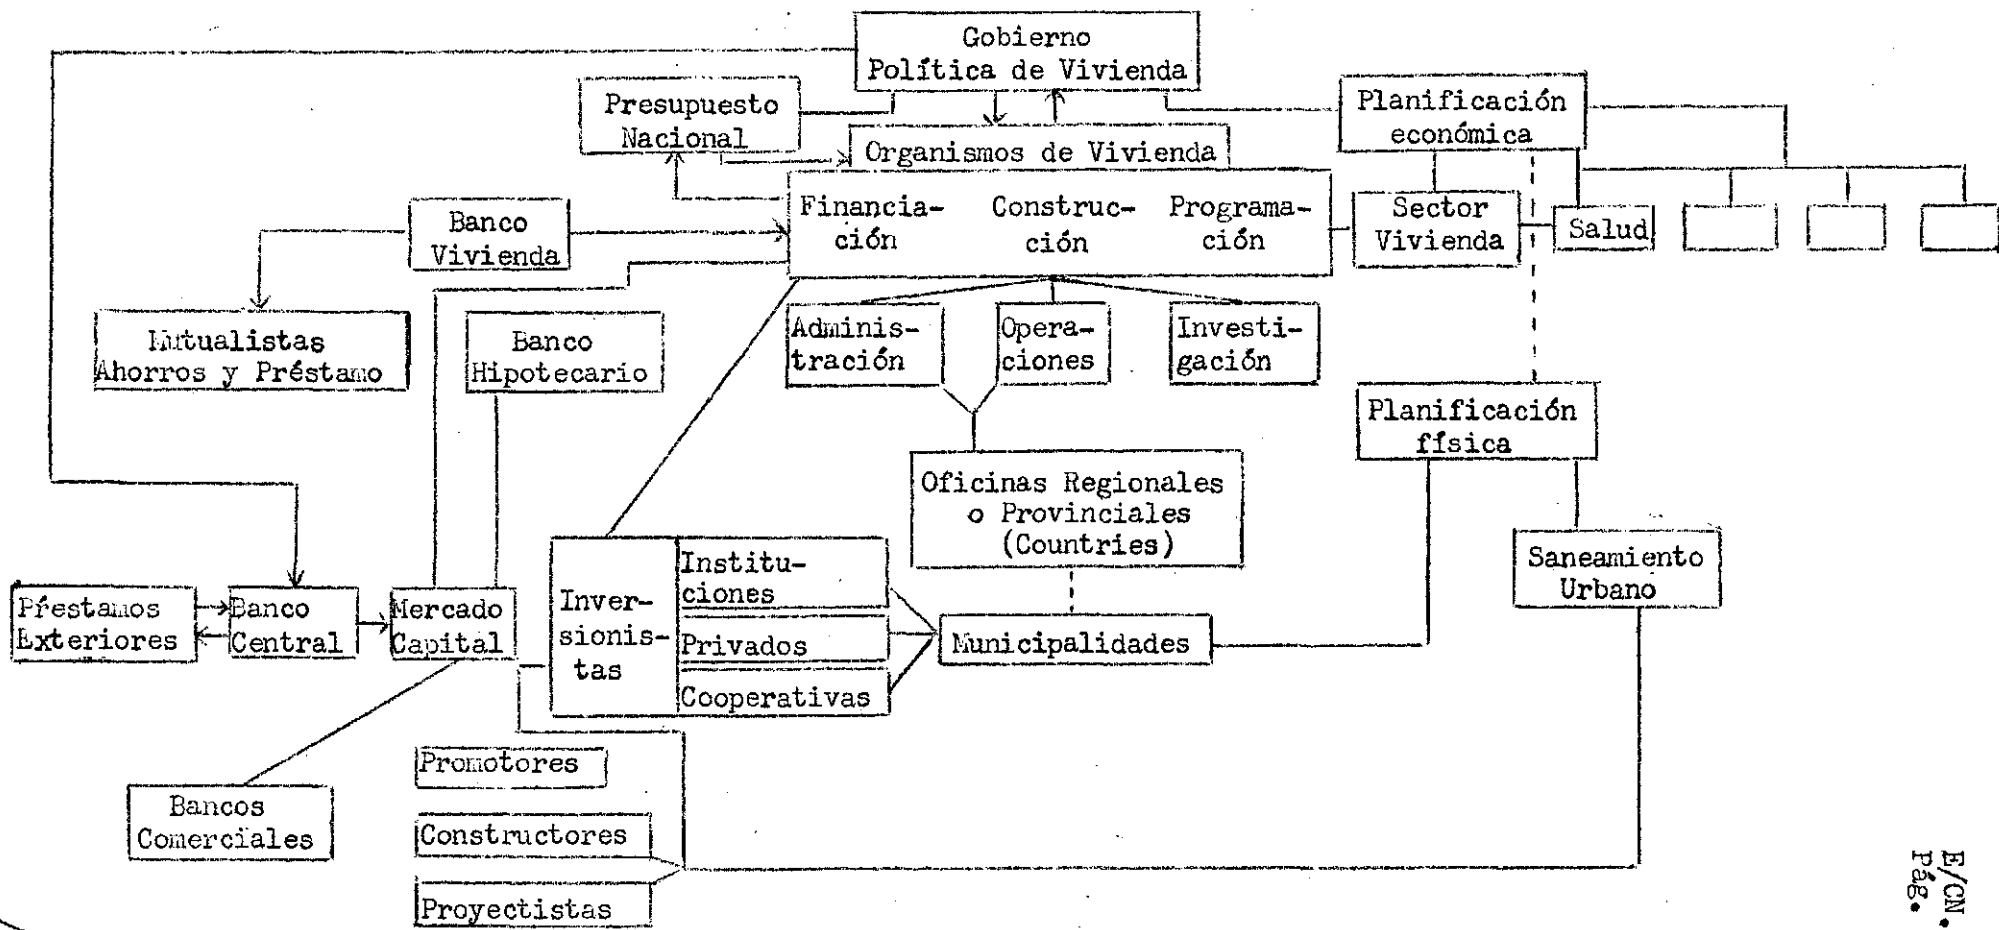 Gobierno
Política de Vivienda
Presupuesto
Nacional
Planificación
económica
Organismos de Vivienda
Financia-
ción
Construc-
ción
Programa-
ción
Sector
Vivienda
Salud
Banco
Vivienda
Mutualistas
Ahorros y Préstamo
Banco
Hipotecario
Adminis-
tración
Opera-
ciones
Investi-
gación
Planificación
física
Oficinas Regionales
o Provinciales
(Countries)
Saneamiento
Urbano
Préstamos
Exteriores
Banco
Central
Mercado
Capital
Inver-
sionis-
tas
Institu-
ciones
Privados
Cooperativas
Municipalidades
Promotores
Bancos
Comerciales
Constructores
Proyectistas
E/CN.
Pág.